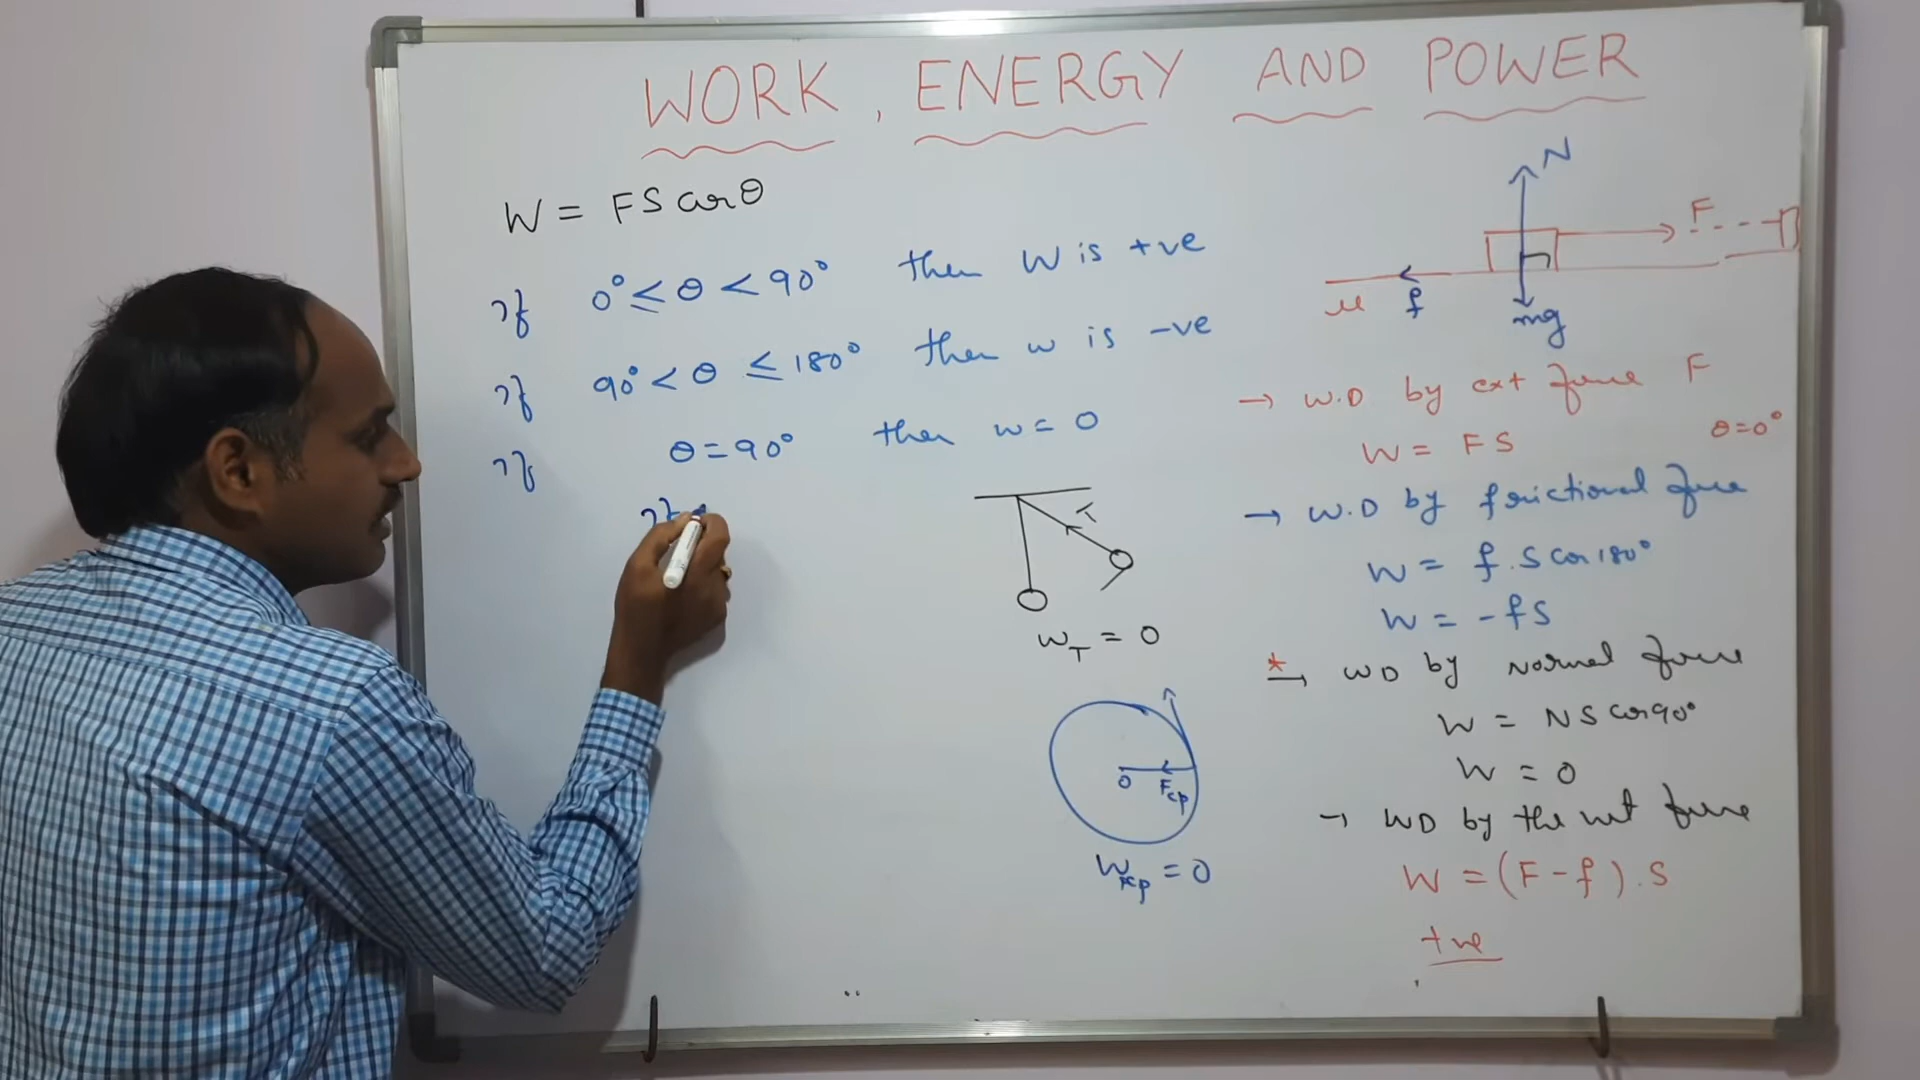 WORK, ENERGY AND POWER
W = FS cosθ
If 0° ≤ θ < 90° then W is +ve
If 90° < θ ≤ 180° then w is -ve
If θ = 90° then w = 0
If
T
W_T = 0
O
F_cp
= 0
N
F
μ
f
mg
→ W.D by ext force F
W = FS θ=0°
→ W.D by frictional force
W = f.S cos180°
W = -fS
* → WD by Normal force
W = NS cos90°
W = 0
→ WD by the net force
W = (F-f).S
+ve